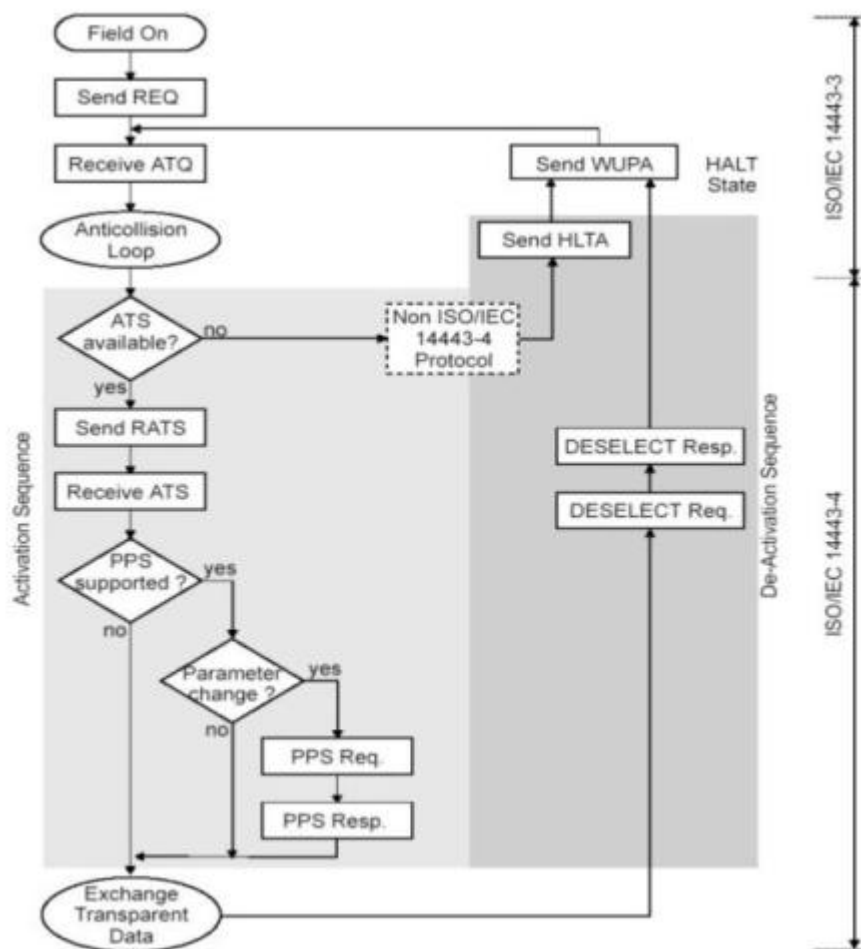 Field On
Send REQ
Receive ATQ
Send WUPA
HALT
State
Anticollision
Loop
Send HLTA
ATS
available?
no
yes
Non ISO/IEC
14443-4
Protocol
Send RATS
Receive ATS
DESELECT Resp.
DESELECT Req.
PPS
supported ?
yes
no
Parameter
change ?
yes
no
PPS Req.
PPS Resp.
Exchange
Transparent
Data
Activation Sequence
De-Activation Sequence
ISO/IEC 14443-3
ISO/IEC 14443-4